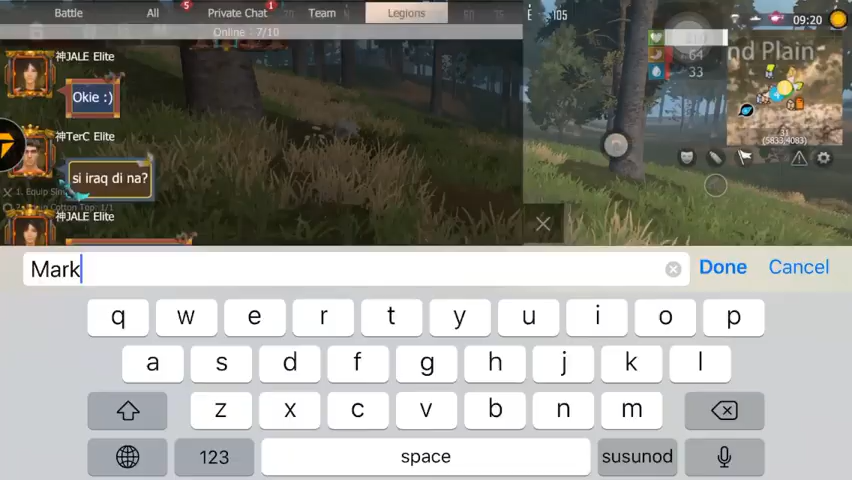 Battle All 5 Private Chat 1 Team Legions
E 105
09:20
Online : 7/10
神JALE Elite
Okie :)
64
33
nd Plain
31
(5833,4083)
神TerC Elite
si iraq di na?
神JALE Elite
Mark
Done Cancel
q w e r t y u i o p
a s d f g h j k l
z x c v b n m
123 space susunod